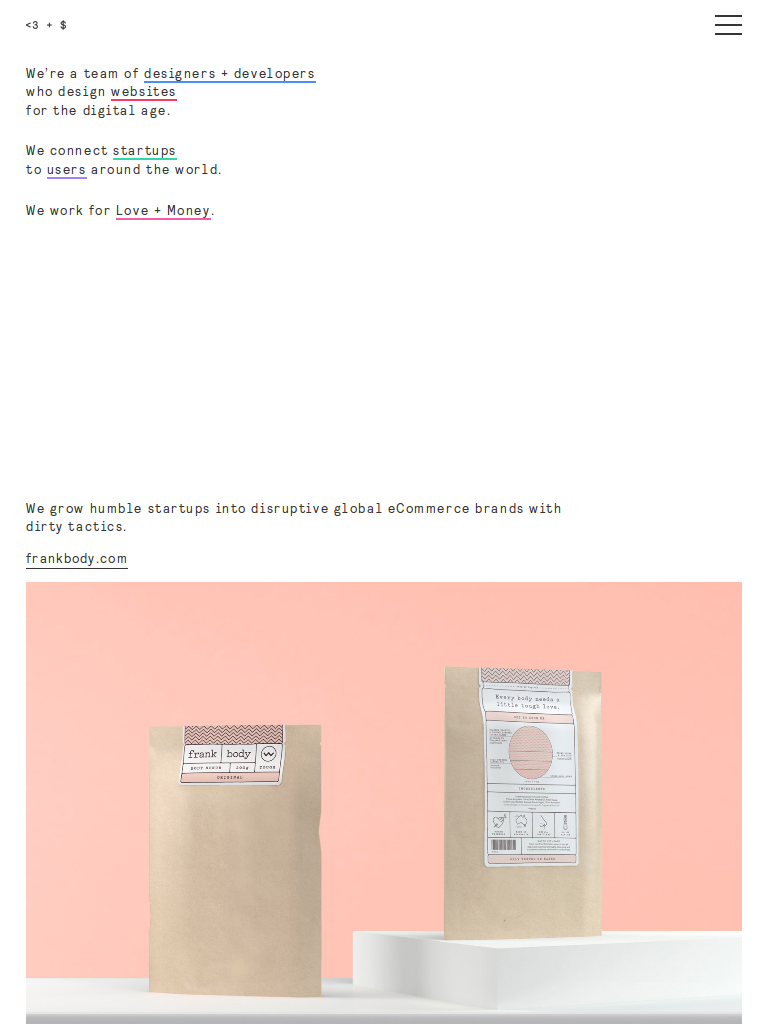 <3 + $
We're a team of designers + developers
who design websites
for the digital age.
We connect startups
to users around the world.
We work for Love + Money.
We grow humble startups into disruptive global eCommerce brands with
dirty tactics.
frankbody.com
frank body
BODY SCRUB 200g
ORIGINAL
Every body needs a
little tough love.
INGREDIENTS